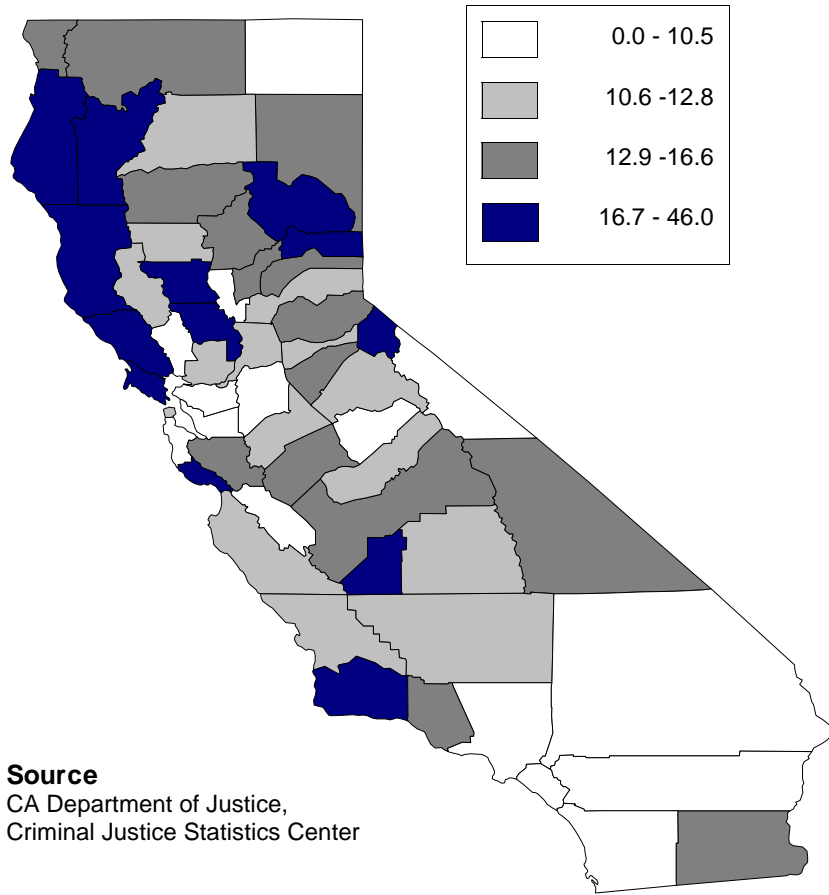 0.0 - 10.5
10.6 -12.8
12.9 -16.6
16.7 - 46.0
Source
CA Department of Justice,
Criminal Justice Statistics Center